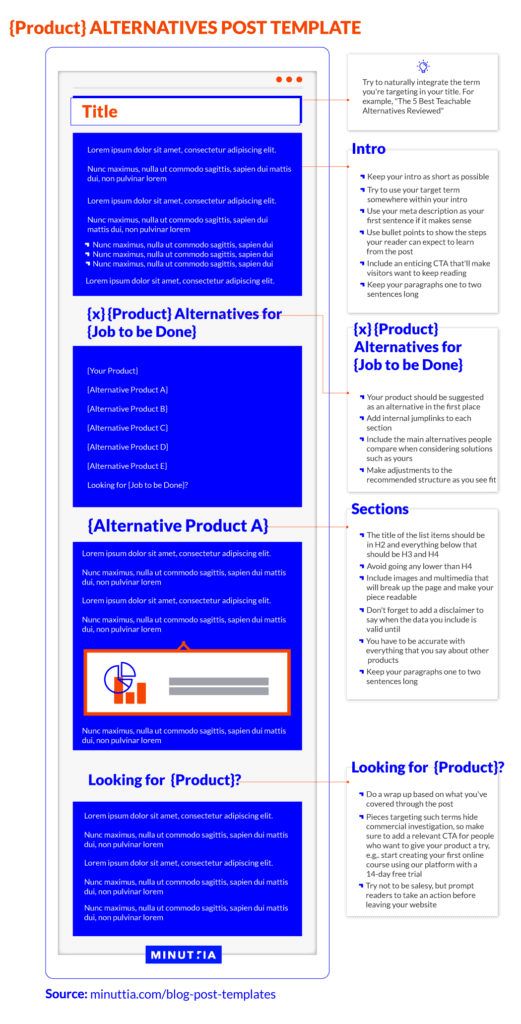 {Product} ALTERNATIVES POST TEMPLATE
Title
Lorem ipsum dolor sit amet, consectetur adipiscing elit.
Nunc maximus, nulla ut commodo sagittis, sapien dui mattis
dui, non pulvinar lorem
Lorem ipsum dolor sit amet, consectetur adipiscing elit.
Nunc maximus, nulla ut commodo sagittis, sapien dui
mattis dui, non pulvinar lorem
Nunc maximus, nulla ut commodo sagittis, sapien dui
Nunc maximus, nulla ut commodo sagittis, sapien dui
Nunc maximus, nulla ut commodo sagittis, sapien dui
Lorem ipsum dolor sit amet, consectetur adipiscing elit.
{x} {Product} Alternatives for
{Job to be Done}
{Your Product}
{Alternative Product A}
{Alternative Product B}
{Alternative Product C}
{Alternative Product D}
{Alternative Product E}
Looking for {Job to be Done}?
{Alternative Product A}
Lorem ipsum dolor sit amet, consectetur adipiscing elit.
Nunc maximus, nulla ut commodo sagittis, sapien dui mattis
dui, non pulvinar lorem
Lorem ipsum dolor sit amet, consectetur adipiscing elit.
Nunc maximus, nulla ut commodo sagittis, sapien dui mattis
dui, non pulvinar lorem
Nunc maximus, nulla ut commodo sagittis, sapien dui mattis
dui, non pulvinar lorem
Looking for {Product}?
Lorem ipsum dolor sit amet, consectetur adipiscing elit.
Nunc maximus, nulla ut commodo sagittis, sapien dui mattis
Lorem ipsum dolor sit amet, consectetur adipiscing elit.
Nunc maximus, nulla ut commodo sagittis, sapien dui mattis
Nunc maximus, nulla ut commodo sagittis, sapien dui mattis
dui, non pulvinar lorem
MINUTTIA
Try to naturally integrate the term
you're targeting in your title. For
example, "The 5 Best Teachable
Alternatives Reviewed"
Intro
Keep your intro as short as possible
Try to use your target term
somewhere within your intro
Use your meta description as your
first sentence if it makes sense
Use bullet points to show the steps
your reader can expect to learn
from the post
Include an enticing CTA that'll make
visitors want to keep reading
Keep your paragraphs one to two
sentences long
{x} {Product}
Alternatives for
{Job to be Done}
Your product should be suggested
as an alternative in the first place
Add internal jumplinks to each
section
Include the main alternatives people
compare when considering solutions
such as yours
Make adjustments to the
recommended structure as you see fit
Sections
The title of the list items should be
in H2 and everything below that
should be H3 and H4
Avoid going any lower than H4
Include images and multimedia that
will break up the page and make your
piece readable
Don't forget to add a disclaimer to
say when the data you include is
valid until
You have to be accurate with
everything that you say about other
products
Keep your paragraphs one to two
sentences long
Looking for {Product}?
Do a wrap up based on what you've
covered through the post
Pieces targeting such terms hide
commercial investigation, so make
sure to add a relevant CTA for people
who want to give your product a try,
e.g., start creating your first online
course using our platform with a
14-day free trial
Try not to be salesy, but prompt
readers to take an action before
leaving your website
Source: minuttia.com/blog-post-templates